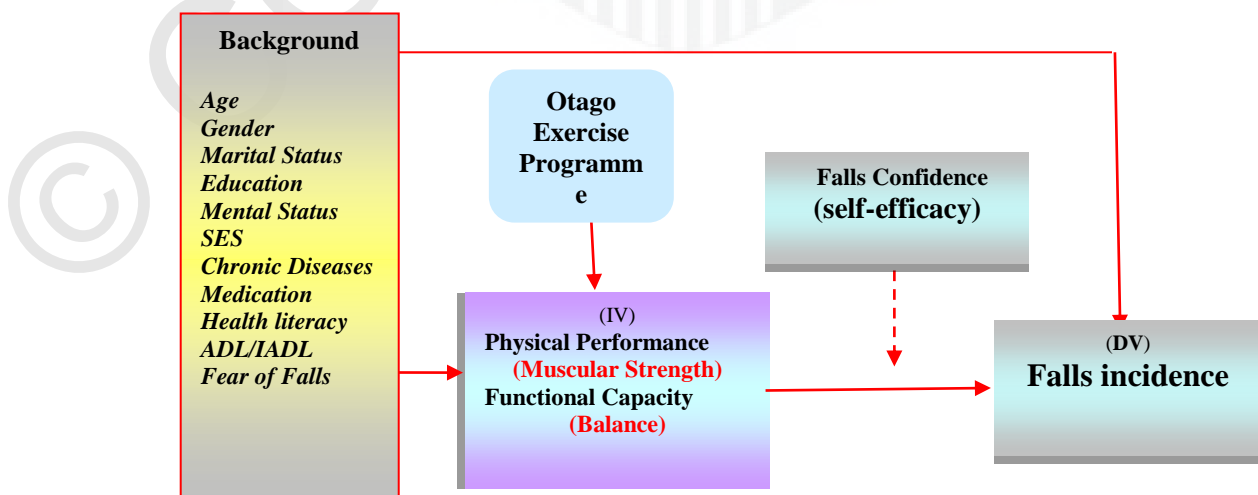 Background
Age
Gender
Marital Status
Education
Mental Status
SES
Chronic Diseases
Medication
Health literacy
ADL/IADL
Fear of Falls
Otago
Exercise
Programm
e
Falls Confidence
(self-efficacy)
(IV)
Physical Performance
(Muscular Strength)
Functional Capacity
(Balance)
(DV)
Falls incidence